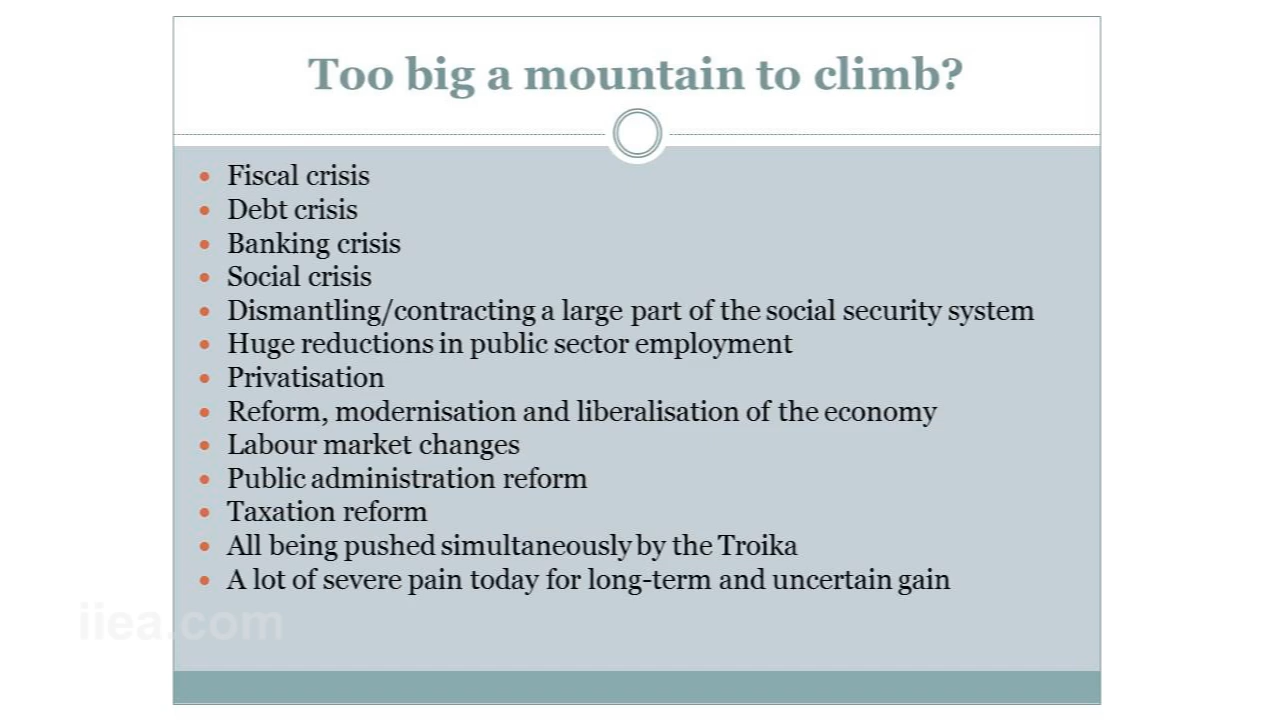 Too big a mountain to climb?
Fiscal crisis
Debt crisis
Banking crisis
Social crisis
Dismantling/contracting a large part of the social security system
Huge reductions in public sector employment
Privatisation
Reform, modernisation and liberalisation of the economy
Labour market changes
Public administration reform
Taxation reform
All being pushed simultaneously by the Troika
A lot of severe pain today for long-term and uncertain gain
iiea.com